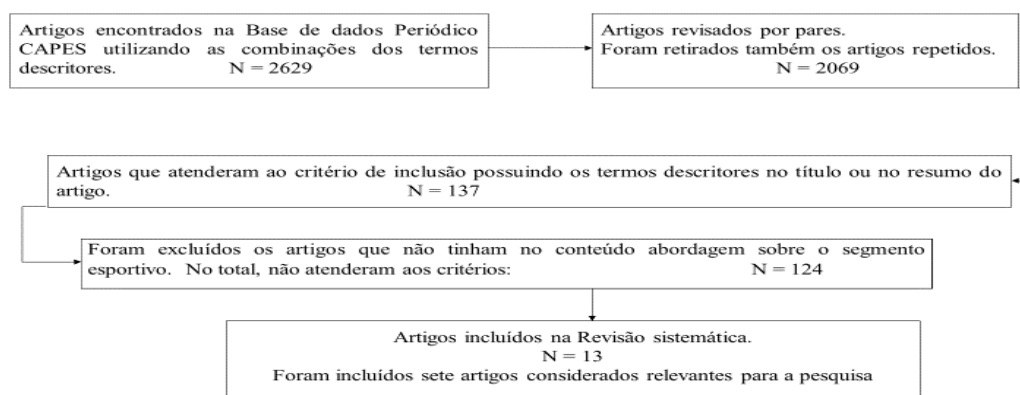 Artigos encontrados na Base de dados Periódico
CAPES utilizando as combinações dos termos
descritores. N = 2629
Artigos revisados por pares.
Foram retirados também os artigos repetidos.
N = 2069
Artigos que atenderam ao critério de inclusão possuindo os termos descritores no título ou no resumo do
artigo. N = 137
Foram excluídos os artigos que não tinham no conteúdo abordagem sobre o segmento
esportivo. No total, não atenderam aos critérios: N = 124
Artigos incluídos na Revisão sistemática.
N = 13
Foram incluídos sete artigos considerados relevantes para a pesquisa